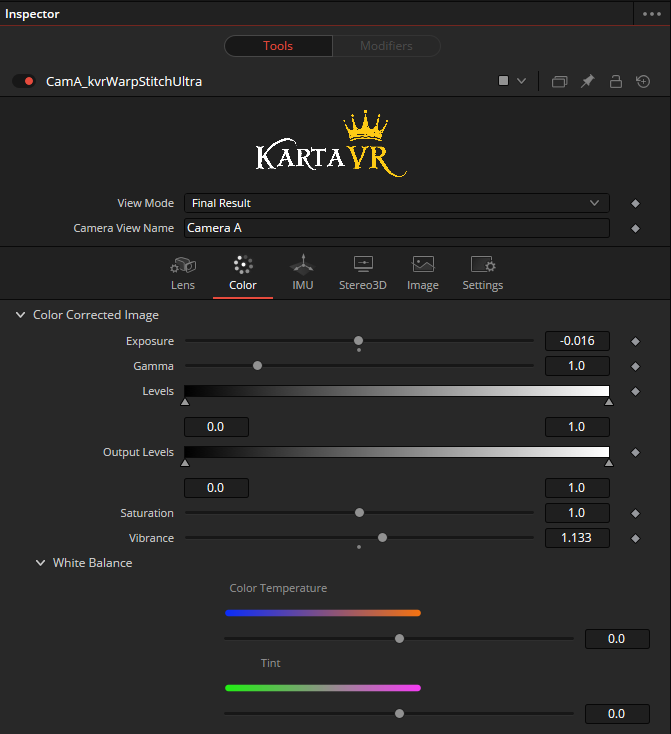 Inspector
Tools Modifiers
CamA_kvrWarpStitchUltra
KARTAVR
View Mode Final Result
Camera View Name Camera A
Lens Color IMU Stereo3D Image Settings
Color Corrected Image
Exposure -0.016
Gamma 1.0
Levels
0.0 1.0
Output Levels
0.0 1.0
Saturation 1.0
Vibrance 1.133
White Balance
Color Temperature
0.0
Tint
0.0